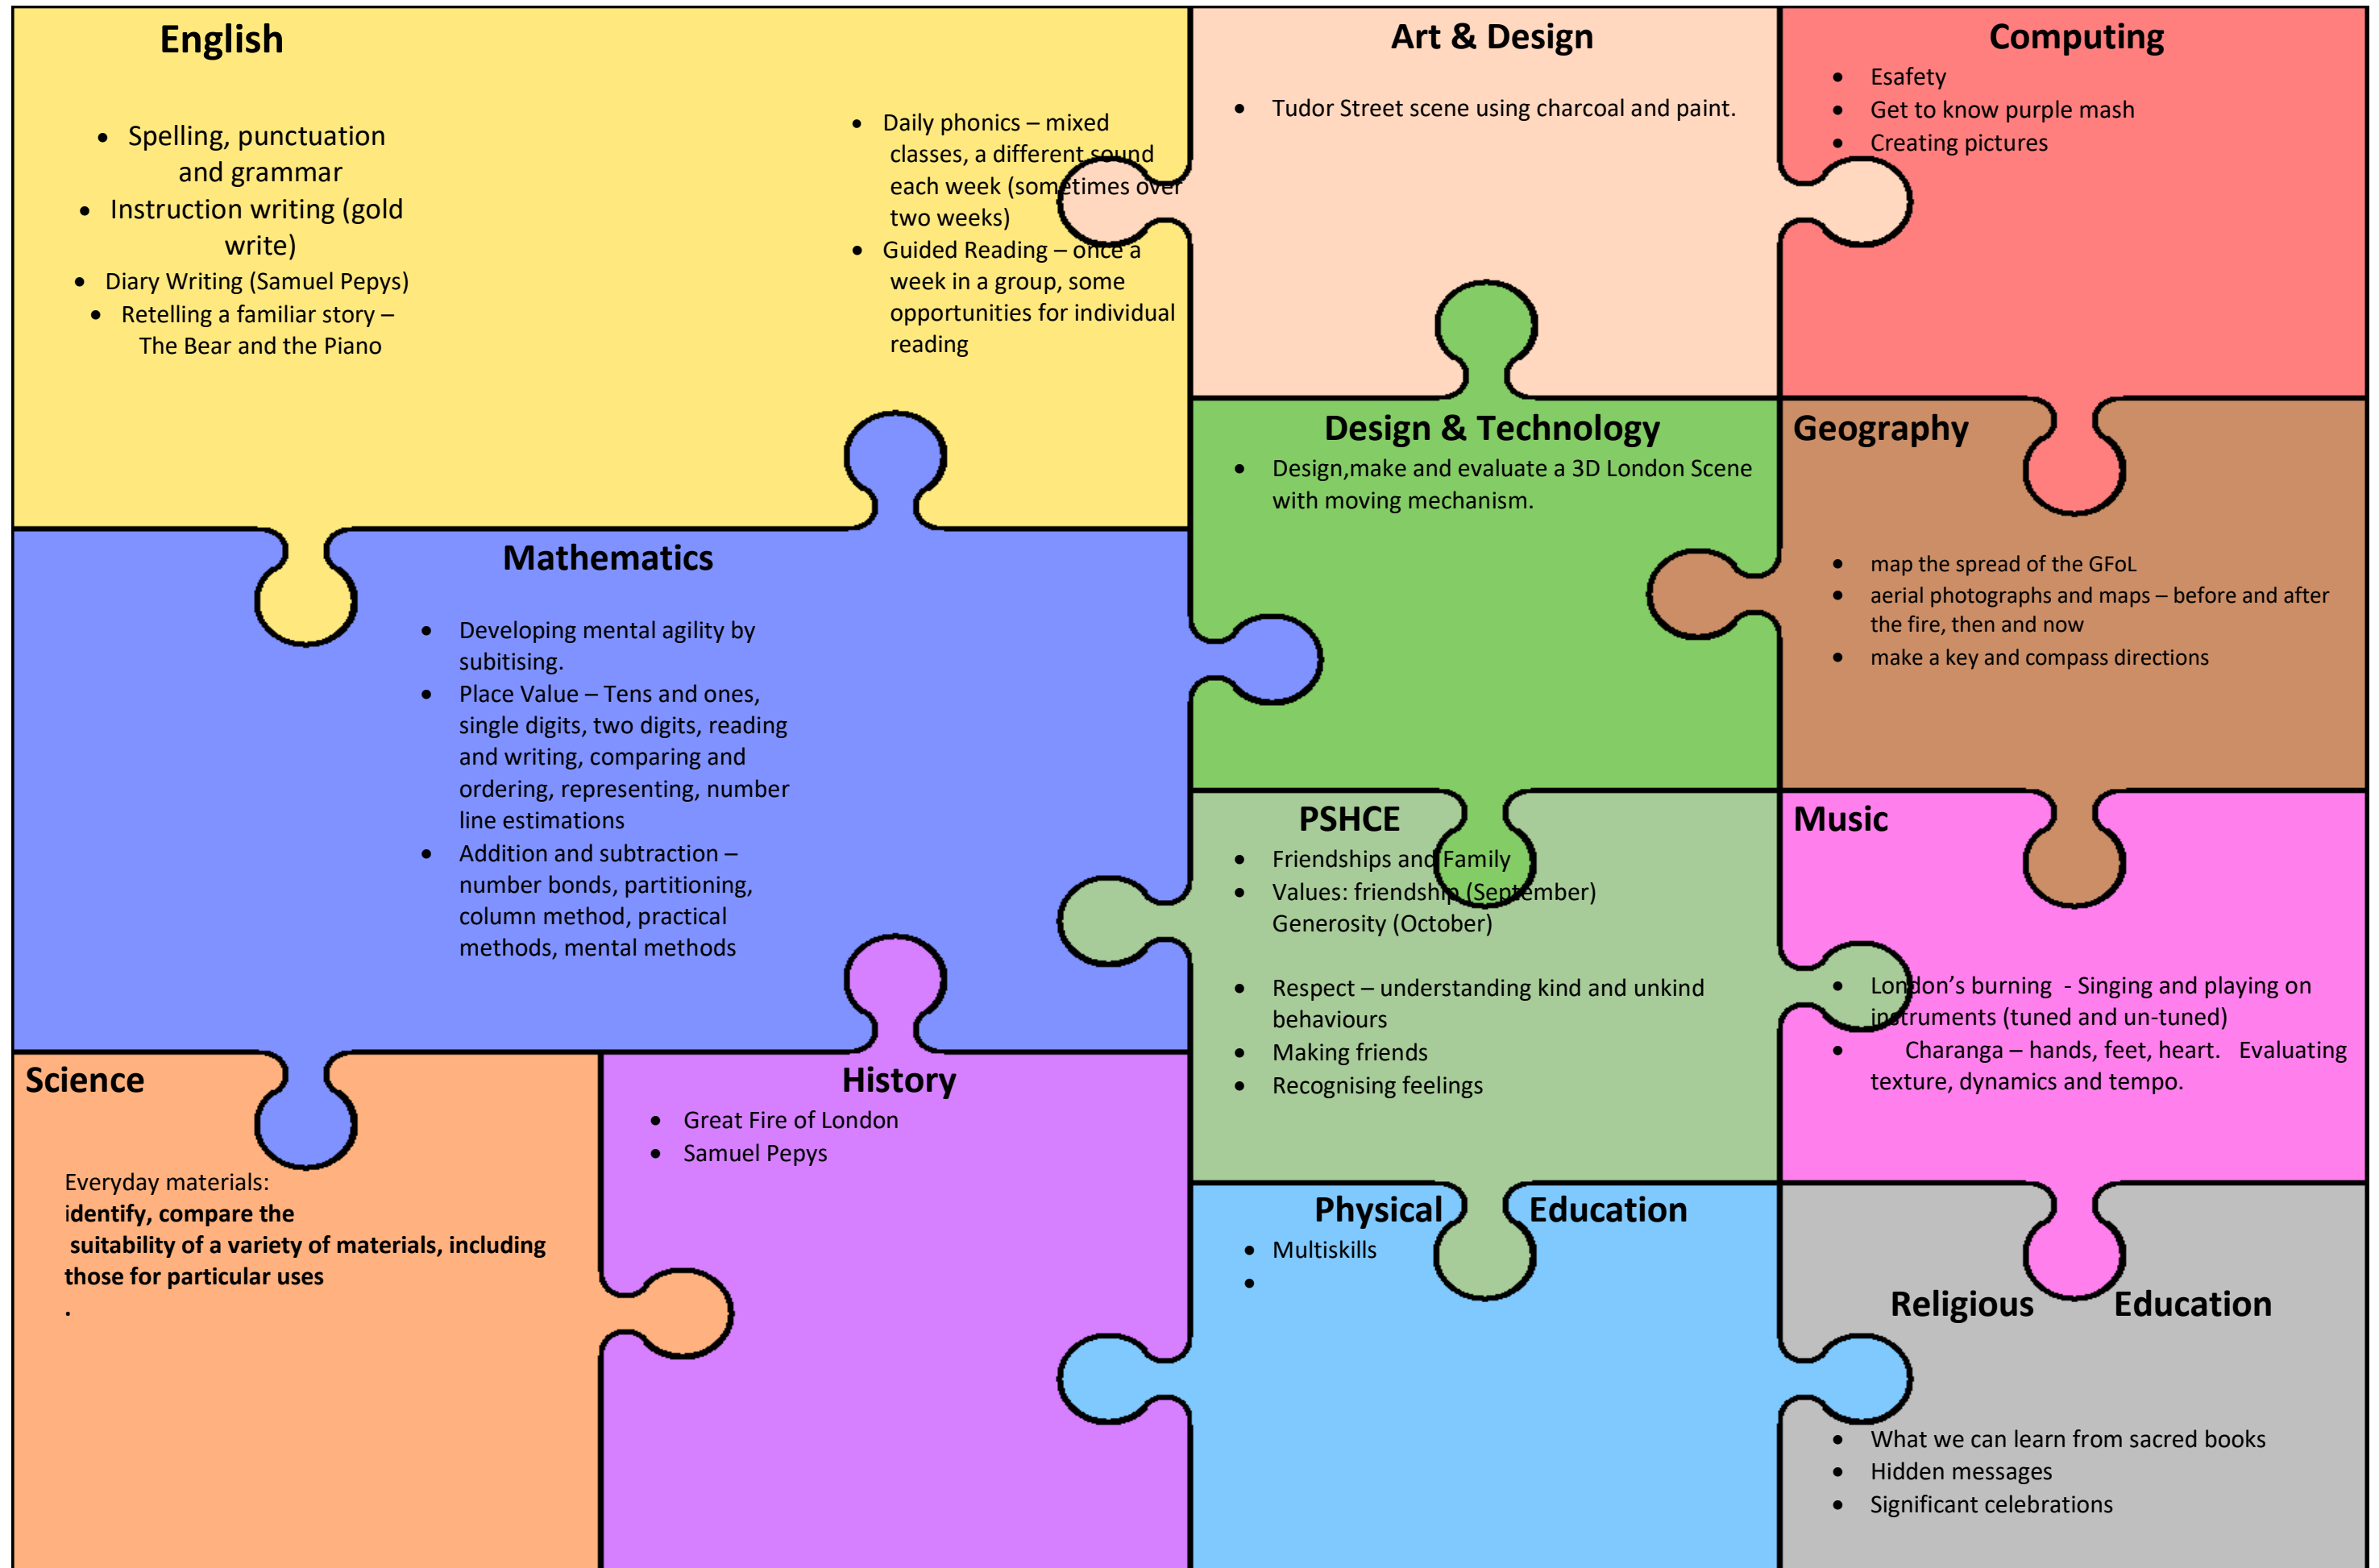 English
• Spelling, punctuation
and grammar
• Instruction writing (gold
write)
• Diary Writing (Samuel Pepys)
• Retelling a familiar story –
The Bear and the Piano
• Daily phonics – mixed
classes, a different sound
each week (sometimes over
two weeks)
• Guided Reading – once a
week in a group, some
opportunities for individual
reading
Art & Design
• Tudor Street scene using charcoal and paint.
Computing
• Esafety
• Get to know purple mash
• Creating pictures
Mathematics
• Developing mental agility by
subitising.
• Place Value – Tens and ones,
single digits, two digits, reading
and writing, comparing and
ordering, representing, number
line estimations
• Addition and subtraction –
number bonds, partitioning,
column method, practical
methods, mental methods
Design & Technology
• Design,make and evaluate a 3D London Scene
with moving mechanism.
Geography
• map the spread of the GFoL
• aerial photographs and maps – before and after
the fire, then and now
• make a key and compass directions
PSHCE
• Friendships and Family
• Values: friendship (September)
Generosity (October)
• Respect – understanding kind and unkind
behaviours
• Making friends
• Recognising feelings
Music
• London’s burning - Singing and playing on
instruments (tuned and un-tuned)
• Charanga – hands, feet, heart. Evaluating
texture, dynamics and tempo.
Science
Everyday materials:
identify, compare the
suitability of a variety of materials, including
those for particular uses
.
History
• Great Fire of London
• Samuel Pepys
Physical Education
• Multiskills
•
Religious Education
• What we can learn from sacred books
• Hidden messages
• Significant celebrations